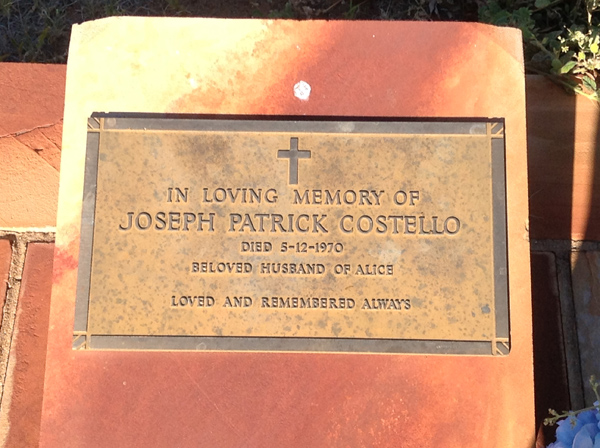 IN LOVING MEMORY OF
JOSEPH PATRICK COSTELLO
DIED 5-12-1970
BELOVED HUSBAND OF ALICE
LOVED AND REMEMBERED ALWAYS